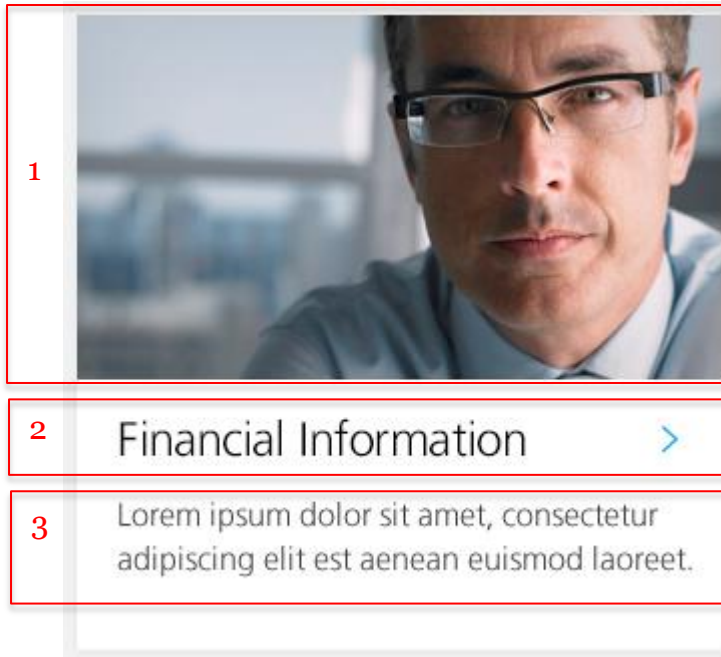 1
2
Financial Information >
3
Lorem ipsum dolor sit amet, consectetur
adipiscing elit est aenean euismod laoreet.